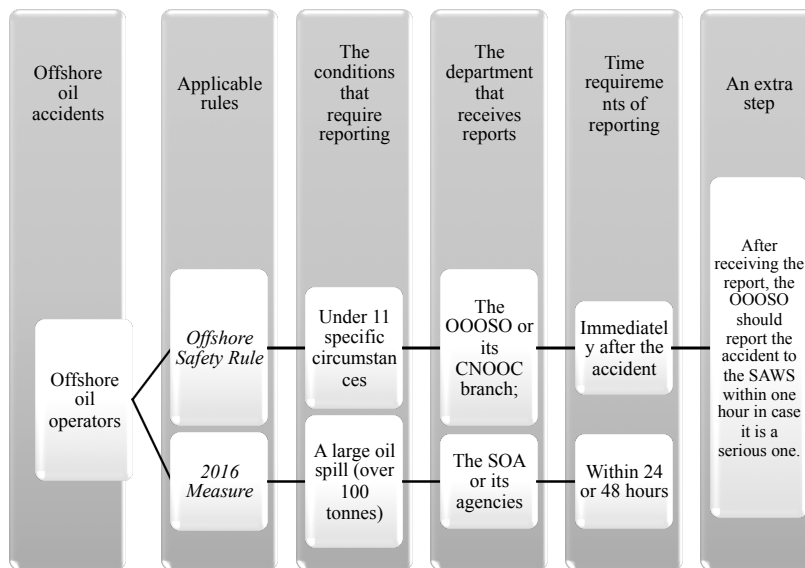 Offshore
oil
accidents
Applicable
rules
The
conditions
that
require
reporting
The
department
that
receives
reports
Time
requireme
nts of
reporting
An extra
step
Offshore
oil
operators
Offshore
Safety Rule
Under 11
specific
circumstan
ces
The
OOOSO or
its
CNOOC
branch;
Immediatel
y after the
accident
After
receiving the
report, the
OOOSO
should
report the
accident to
the SAWS
within one
hour in case
it is a
serious one.
2016
Measure
A large oil
spill (over
100
tonnes)
The SOA
or its
agencies
Within 24
or 48 hours